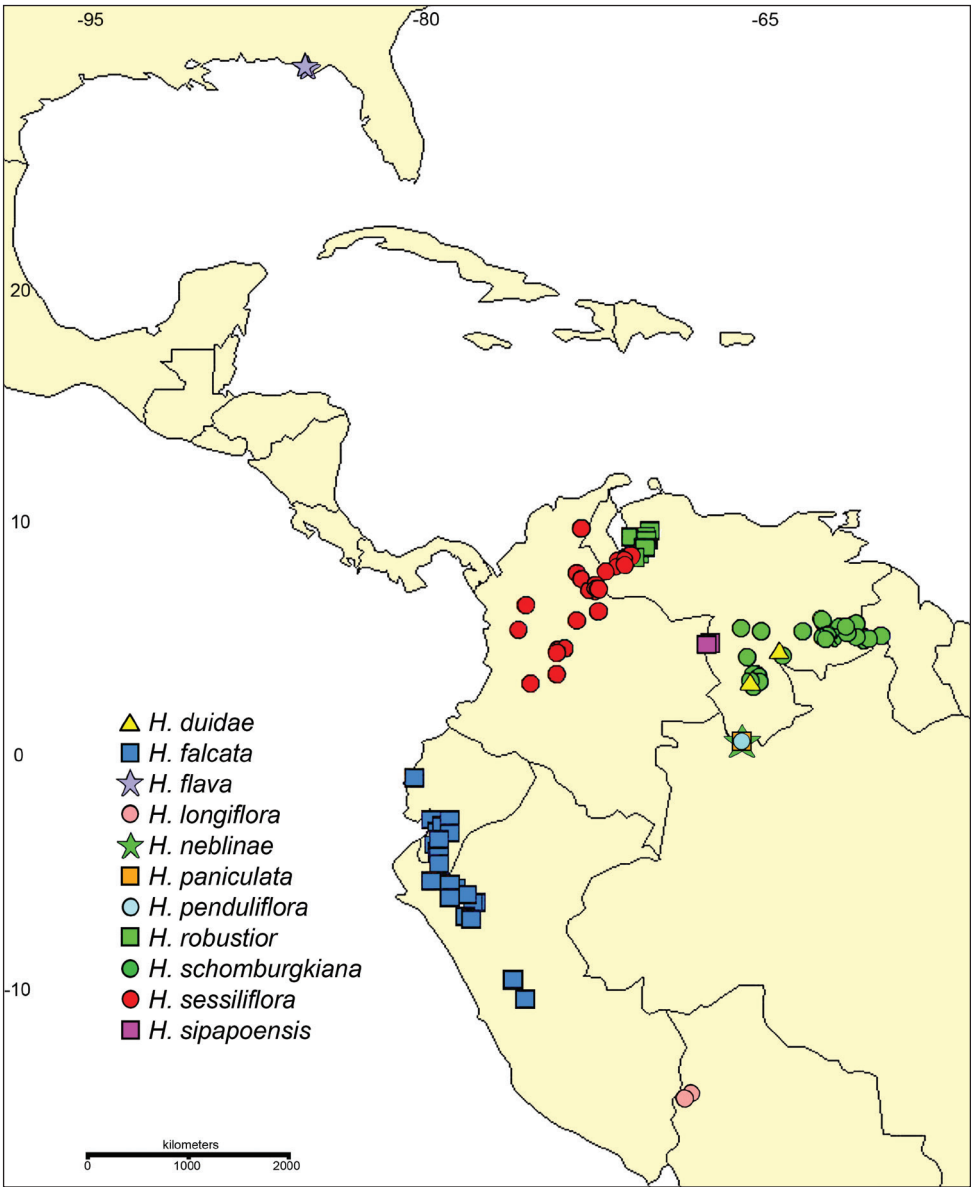 -95 -80 -65
20
10
0
-10
H. duidae
H. falcata
H. flava
H. longiflora
H. neblinae
H. paniculata
H. penduliflora
H. robustior
H. schomburgkiana
H. sessiliflora
H. sipapoensis
kilometers
0 1000 2000